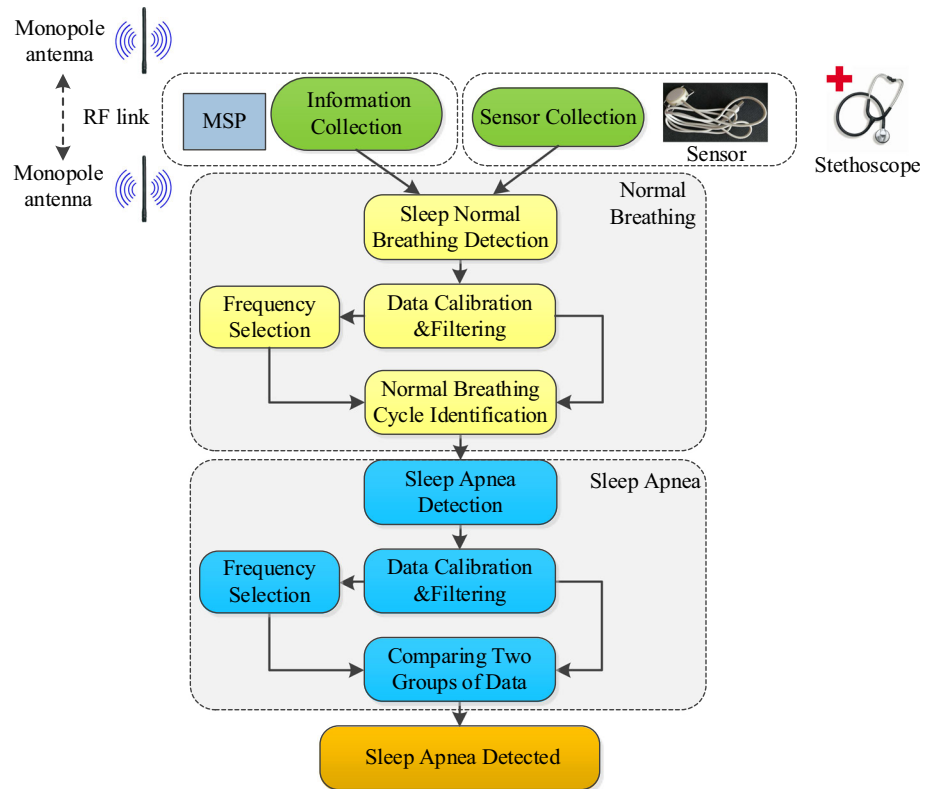 Monopole
antenna
RF link
Monopole
antenna
MSP
Information
Collection
Sensor Collection
Sensor
Stethoscope
Normal
Breathing
Sleep Normal
Breathing Detection
Frequency
Selection
Data Calibration
&Filtering
Normal Breathing
Cycle Identification
Sleep Apnea
Sleep Apnea
Detection
Frequency
Selection
Data Calibration
&Filtering
Comparing Two
Groups of Data
Sleep Apnea Detected